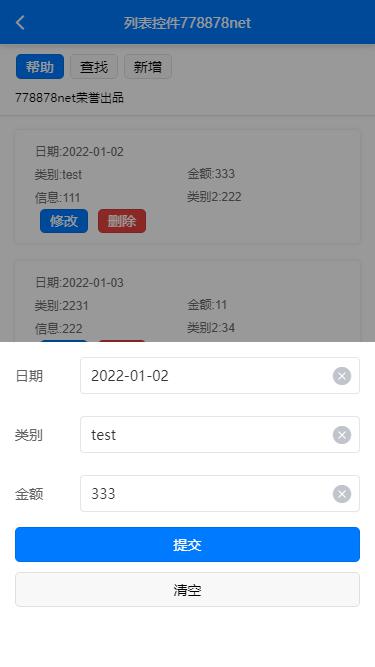 列表控件778878net
帮助 查找 新增
778878net荣誉出品
日期:2022-01-02
类别:test 金额:333
信息:111 类别2:222
修改 删除
日期:2022-01-03
类别:2231 金额:11
信息:222 类别2:34
日期 2022-01-02
类别 test
金额 333
提交
清空